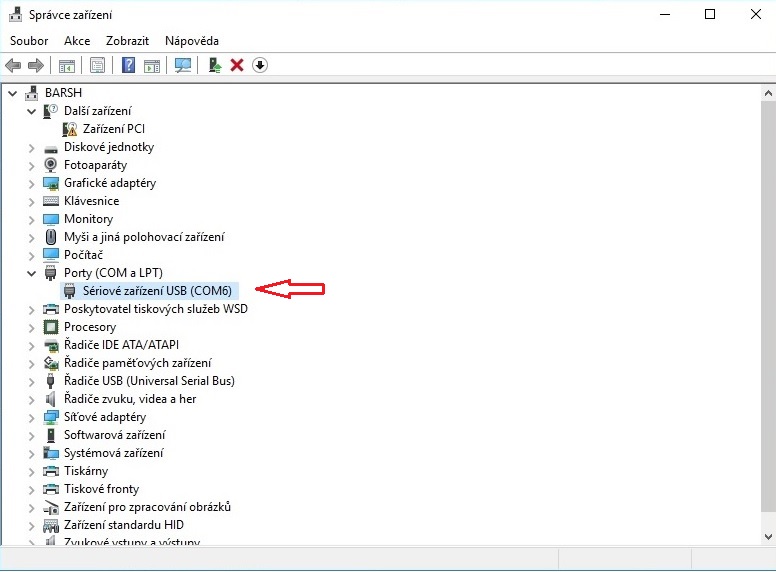 Správce zařízení
Soubor Akce Zobrazit Nápověda
BARSH
Další zařízení
Zařízení PCI
Diskové jednotky
Fotoaparáty
Grafické adaptéry
Klávesnice
Monitory
Myši a jiná polohovací zařízení
Počítač
Porty (COM a LPT)
Sériové zařízení USB (COM6)
Poskytovatel tiskových služeb WSD
Procesory
Řadiče IDE ATA/ATAPI
Řadiče paměťových zařízení
Řadiče USB (Universal Serial Bus)
Řadiče zvuku, videa a her
Síťové adaptéry
Softwarová zařízení
Systémová zařízení
Tiskárny
Tiskové fronty
Zařízení pro zpracování obrázků
Zařízení standardu HID
Zvukové vstupy a výstupy